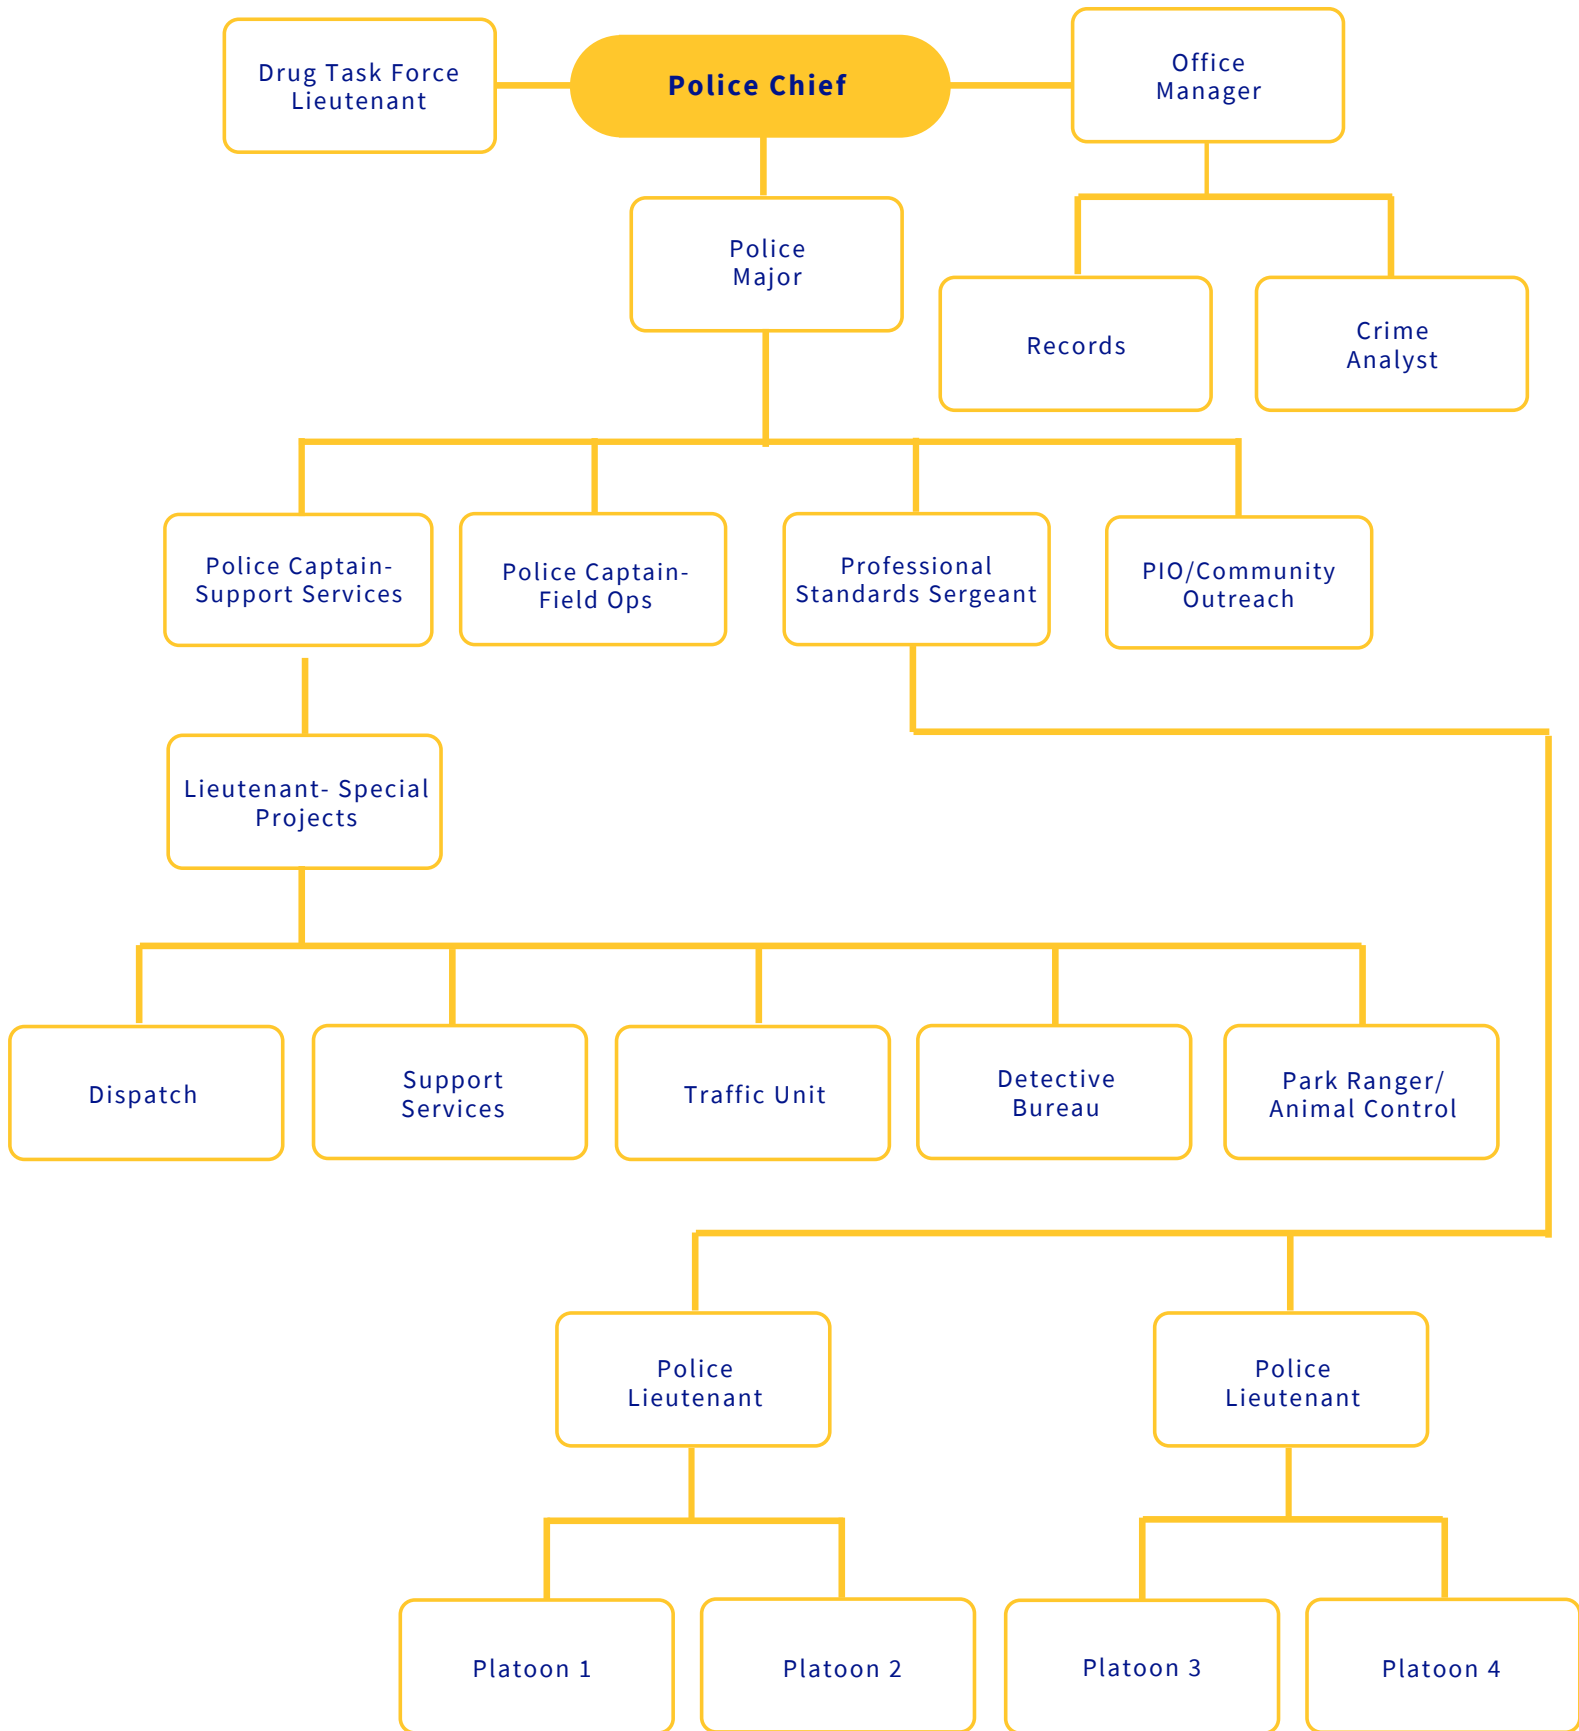 Drug Task Force
Lieutenant
Police Chief
Office
Manager
Police
Major
Records
Crime
Analyst
Police Captain-
Support Services
Police Captain-
Field Ops
Professional
Standards Sergeant
PIO/Community
Outreach
Lieutenant- Special
Projects
Dispatch
Support
Services
Traffic Unit
Detective
Bureau
Park Ranger/
Animal Control
Police
Lieutenant
Police
Lieutenant
Platoon 1
Platoon 2
Platoon 3
Platoon 4